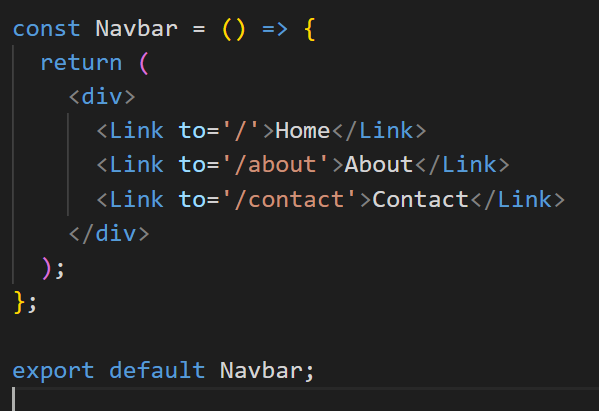 const Navbar = () => {
  return (
    <div>
      <Link to='/'>Home</Link>
      <Link to='/about'>About</Link>
      <Link to='/contact'>Contact</Link>
    </div>
  );
};

export default Navbar;